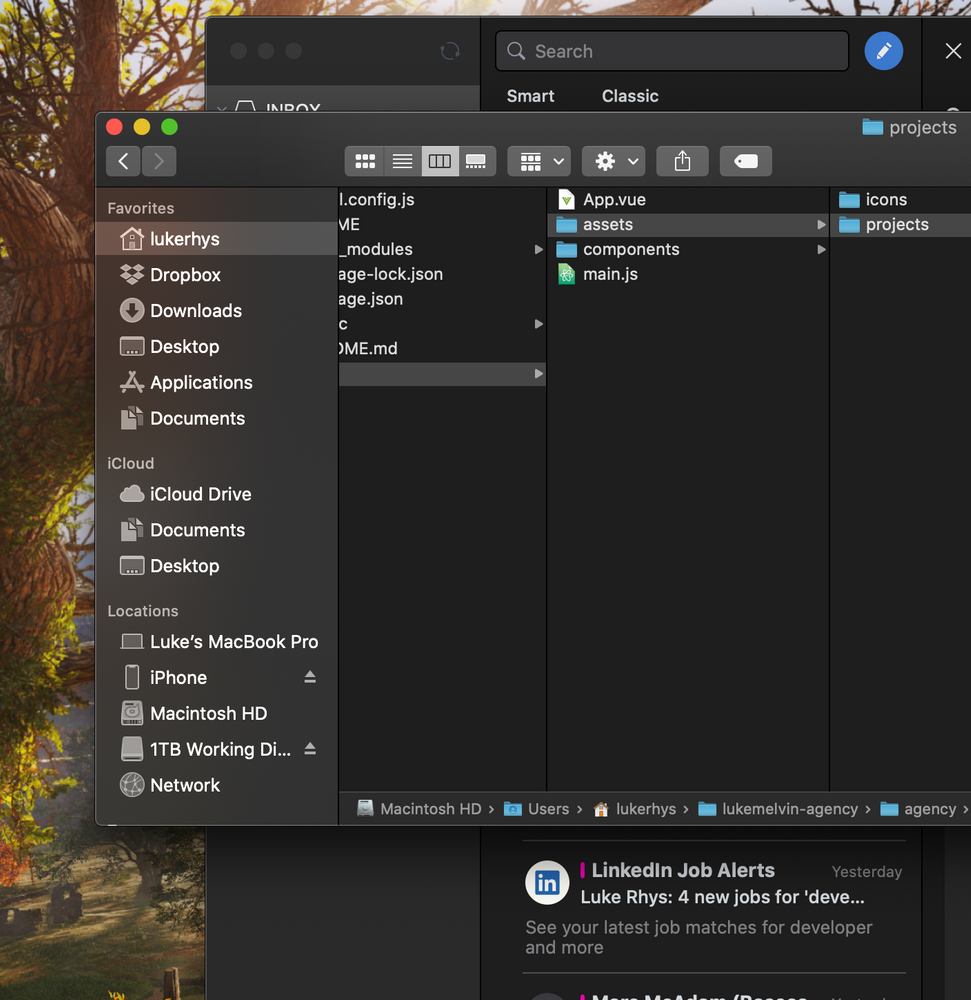 Search
Smart Classic
INBOX
projects
Favorites
lukerhys
Dropbox
Downloads
Desktop
Applications
Documents
iCloud
iCloud Drive
Documents
Desktop
Locations
Luke's MacBook Pro
iPhone
Macintosh HD
1TB Working Di...
Network
l.config.js
ME
_modules
age-lock.json
age.json
c
OME.md
App.vue
assets
components
main.js
icons
projects
Macintosh HD › Users › lukerhys › lukemelvin-agency › agency ›
in
LinkedIn Job Alerts Yesterday
Luke Rhys: 4 new jobs for 'deve...
See your latest job matches for developer
and more